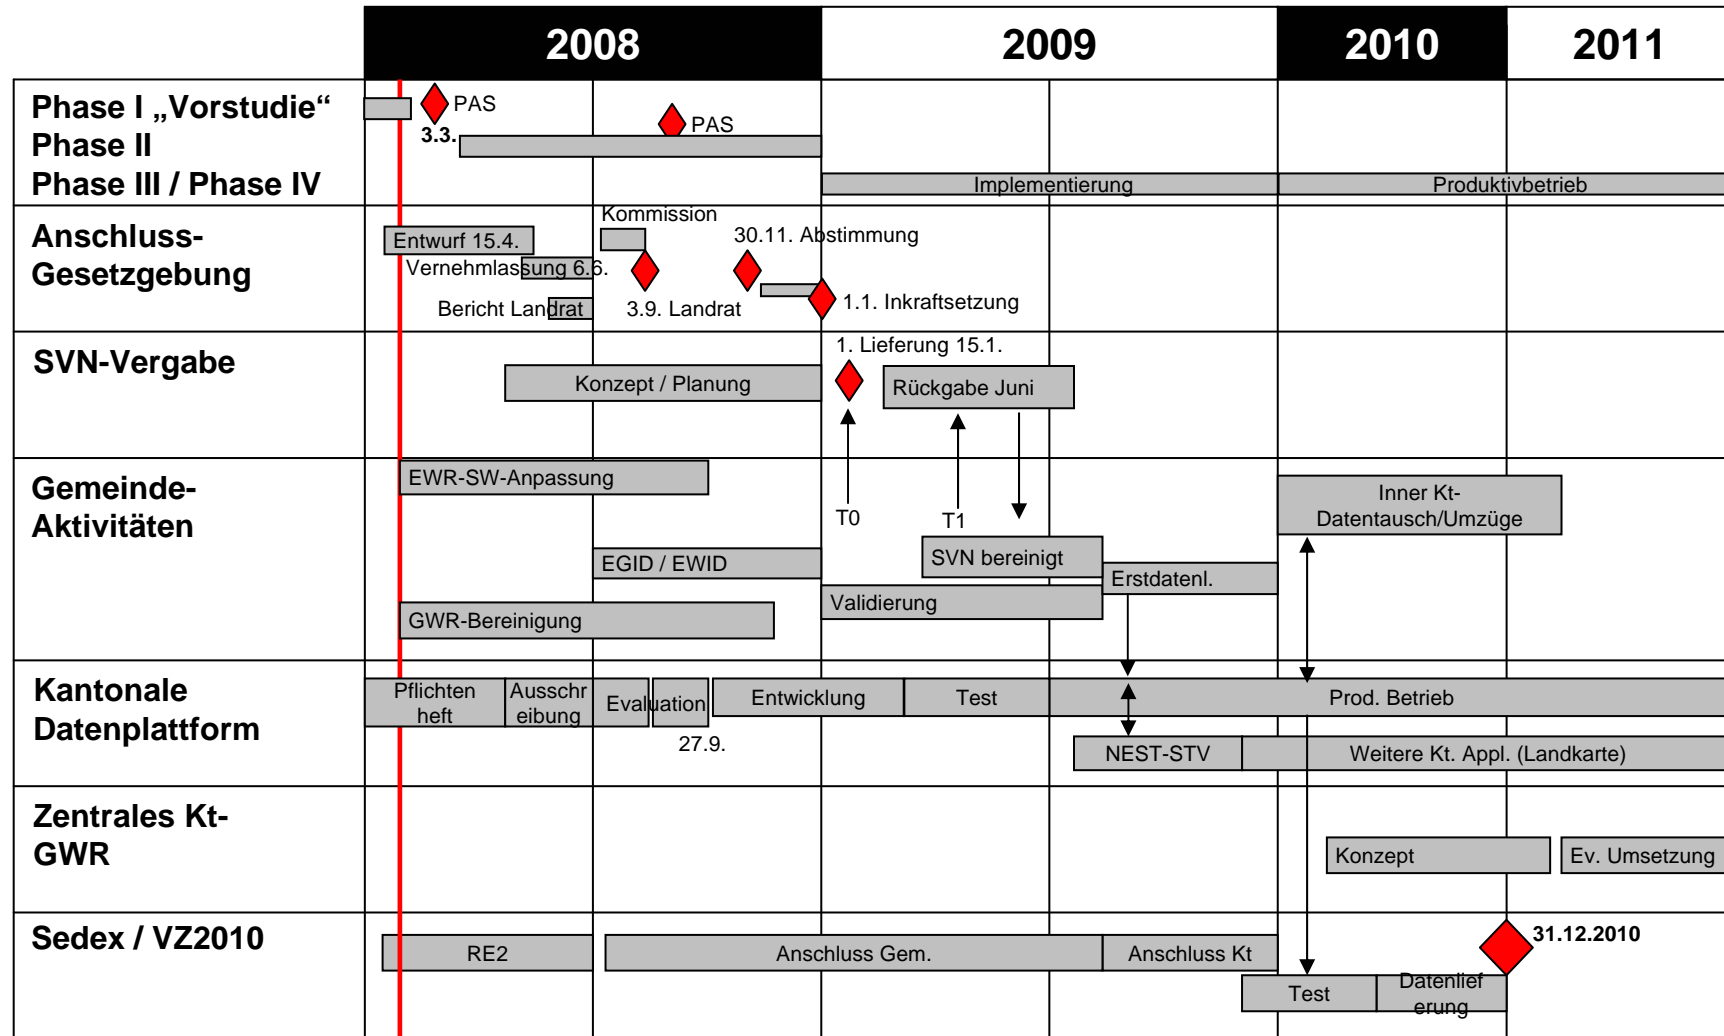 2008
2009
2010
2011
Phase I „Vorstudie“
Phase II
Phase III / Phase IV
PAS
3.3.
PAS
Implementierung
Produktivbetrieb
Anschluss-
Gesetzgebung
Entwurf 15.4.
Vernehmlassung 6.6.
Bericht Landrat
Kommission
3.9. Landrat
30.11. Abstimmung
1.1. Inkraftsetzung
SVN-Vergabe
Konzept / Planung
1. Lieferung 15.1.
Rückgabe Juni
Gemeinde-
Aktivitäten
EWR-SW-Anpassung
T0
T1
Inner Kt-
Datentausch/Umzüge
EGID / EWID
SVN bereinigt
Erstdatenl.
Validierung
GWR-Bereinigung
Kantonale
Datenplattform
Pflichten
heft
Ausschr
eibung
Evaluation
27.9.
Entwicklung
Test
Prod. Betrieb
NEST-STV
Weitere Kt. Appl. (Landkarte)
Zentrales Kt-
GWR
Konzept
Ev. Umsetzung
Sedex / VZ2010
RE2
Anschluss Gem.
Anschluss Kt
31.12.2010
Test
Datenlief
erung